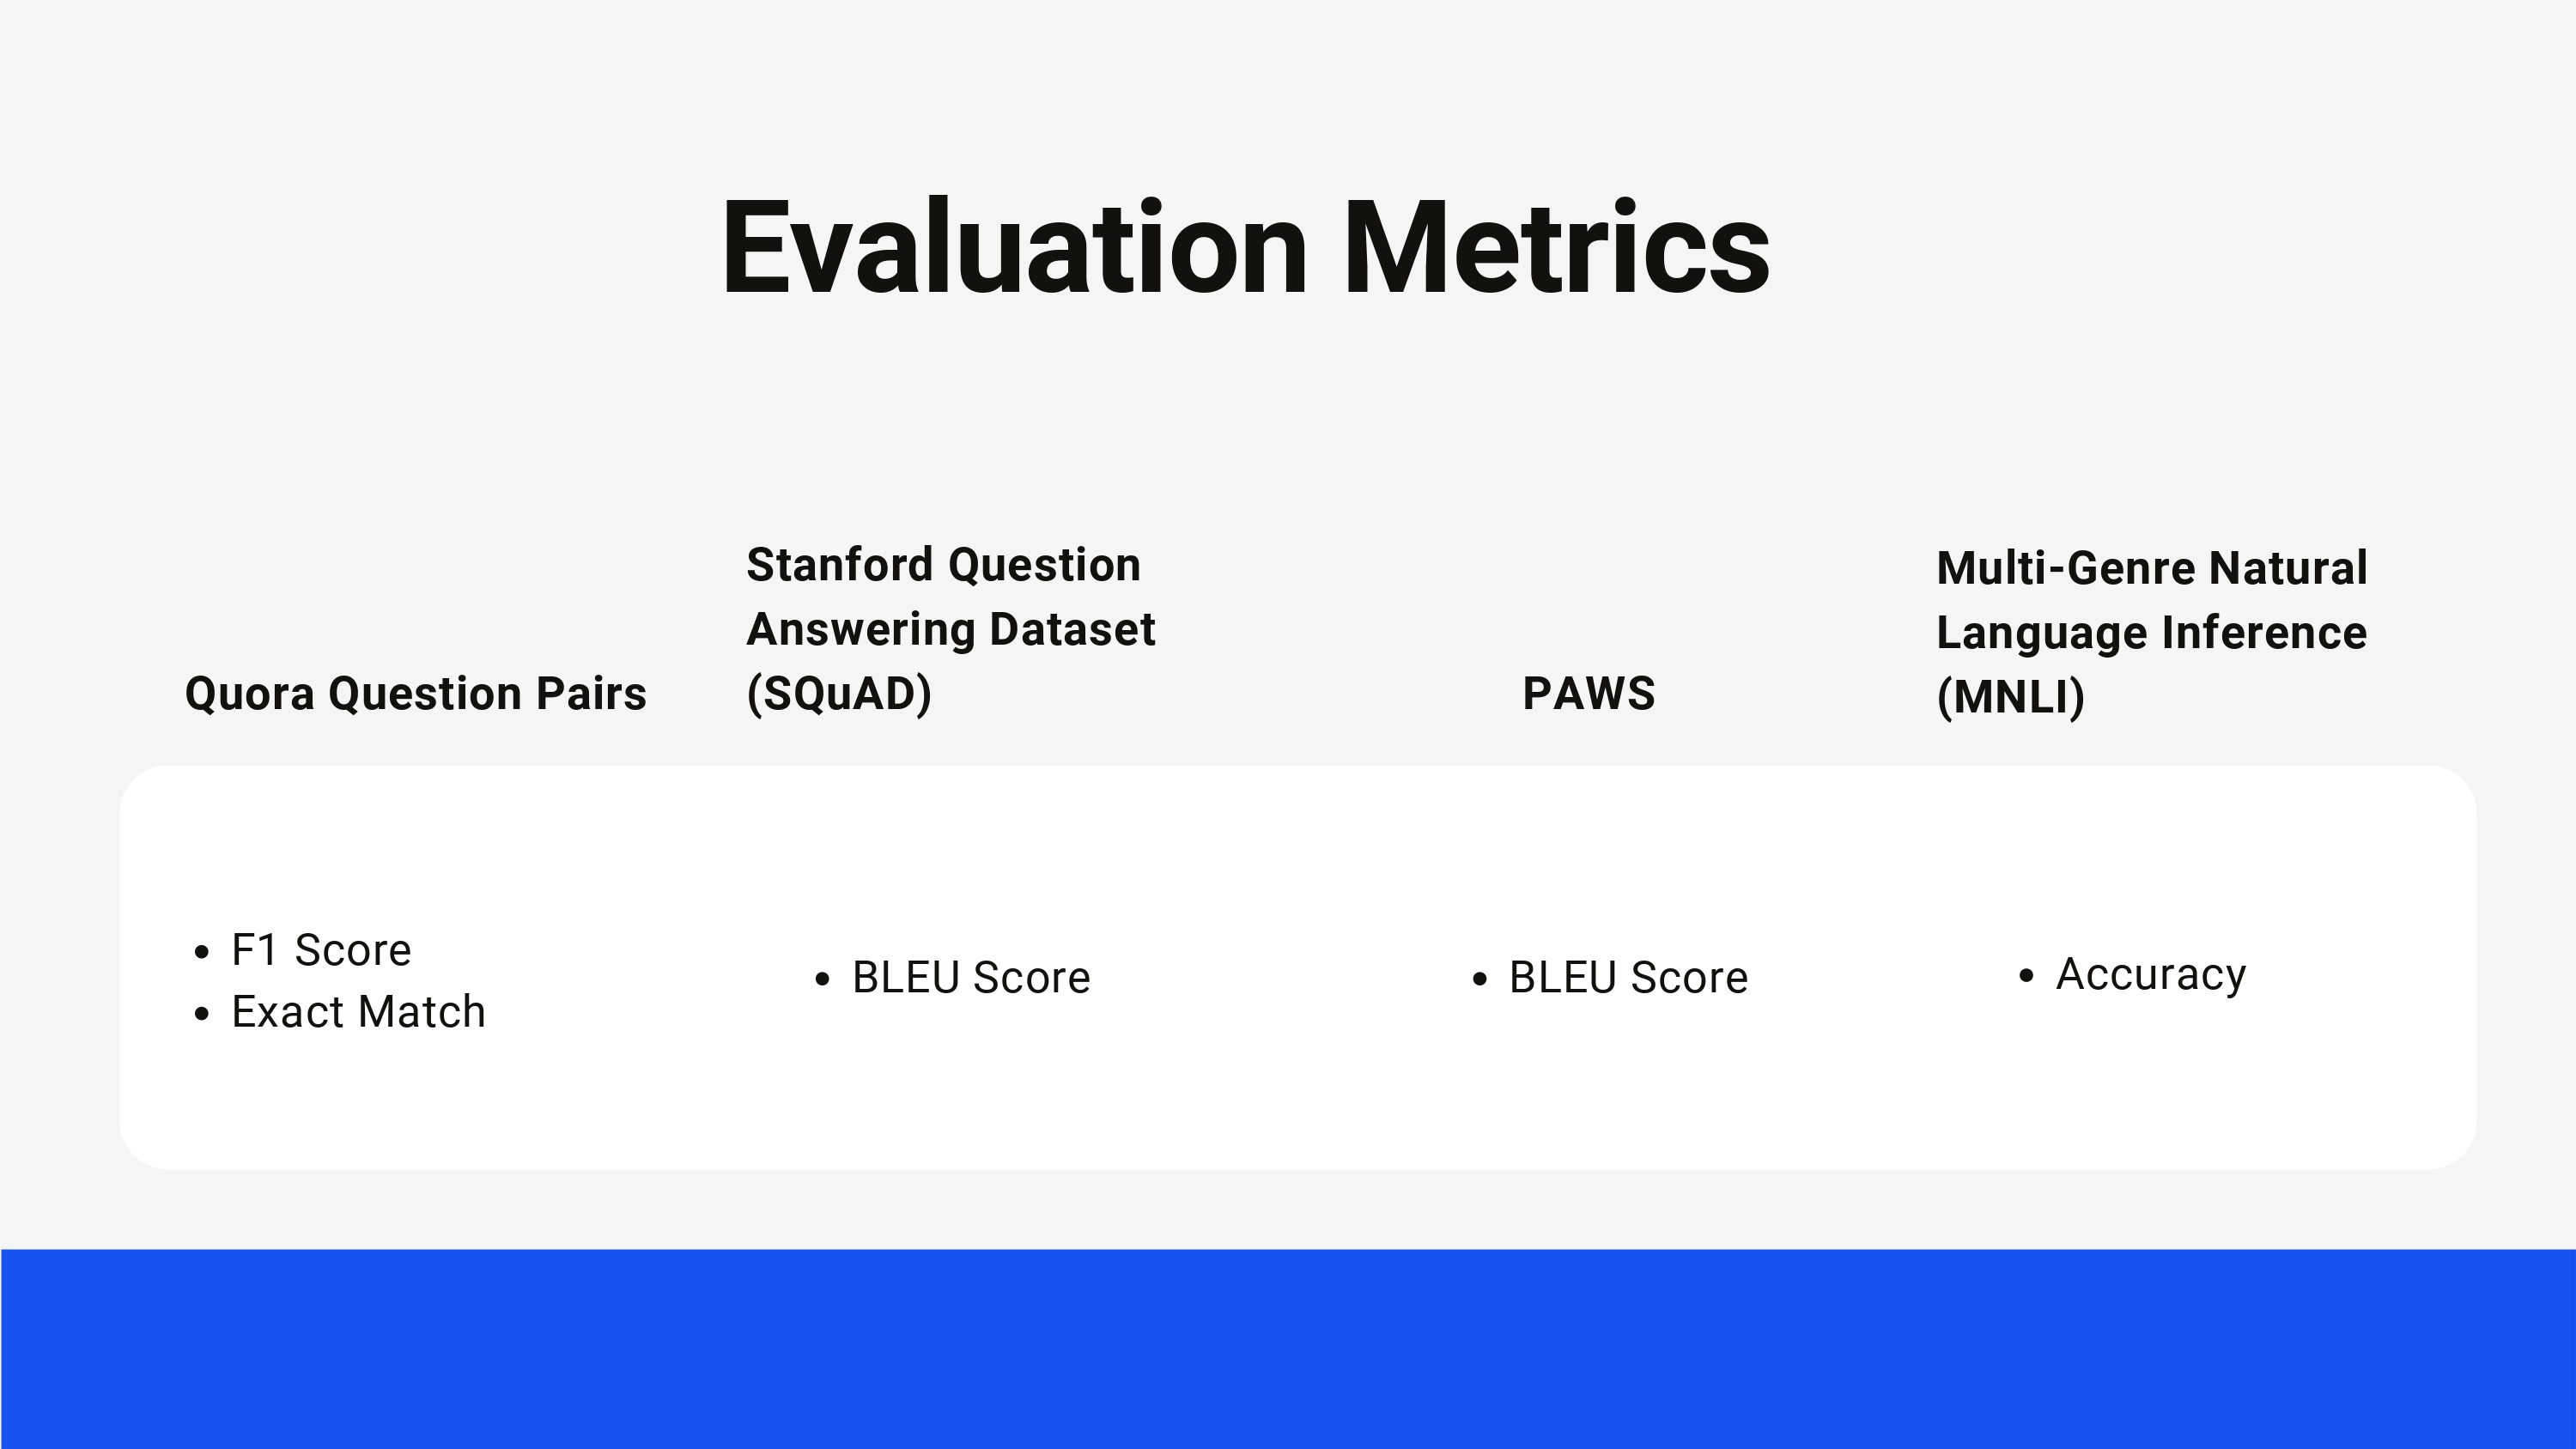 Evaluation Metrics
Quora Question Pairs
Stanford Question
Answering Dataset
(SQuAD)
PAWS
Multi-Genre Natural
Language Inference
(MNLI)
• F1 Score
• Exact Match
• BLEU Score
• BLEU Score
• Accuracy